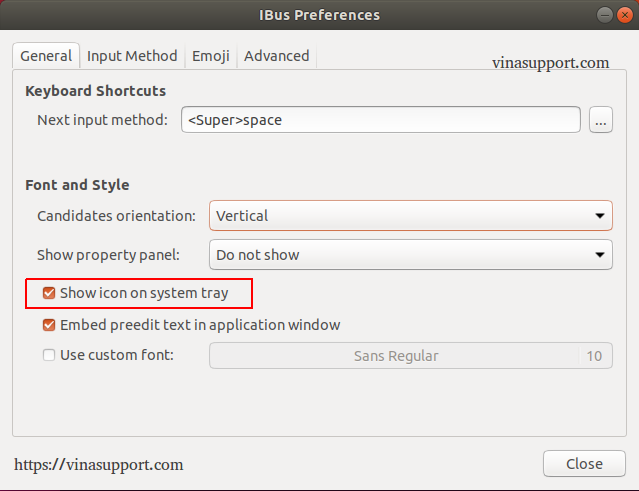 IBus Preferences
General Input Method Emoji Advanced
vinasupport.com
Keyboard Shortcuts
Next input method: <Super>space ...
Font and Style
Candidates orientation: Vertical
Show property panel: Do not show
Show icon on system tray
Embed preedit text in application window
Use custom font: Sans Regular 10
https://vinasupport.com
Close